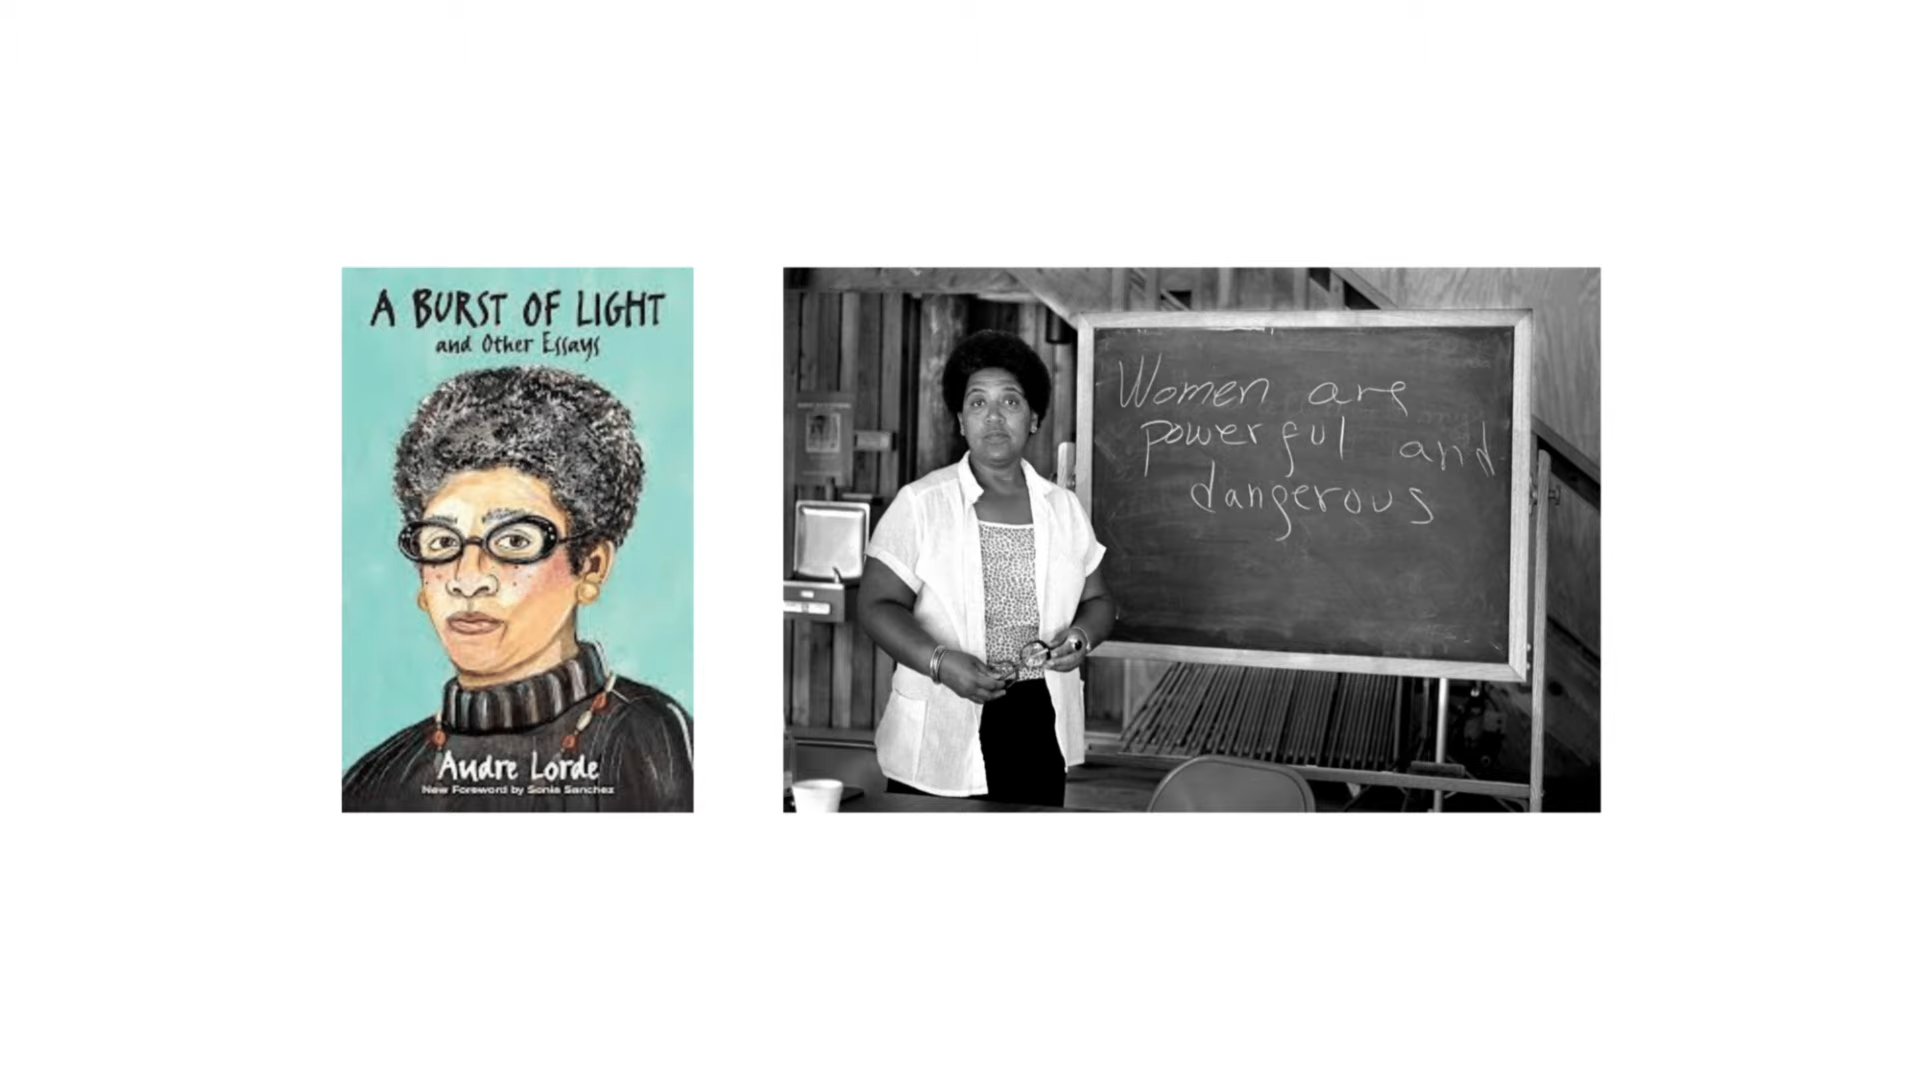 A BURST OF LIGHT
and Other Essays
Audre Lorde
New Foreword by Sonia Sanchez
Women are
powerful and
dangerous